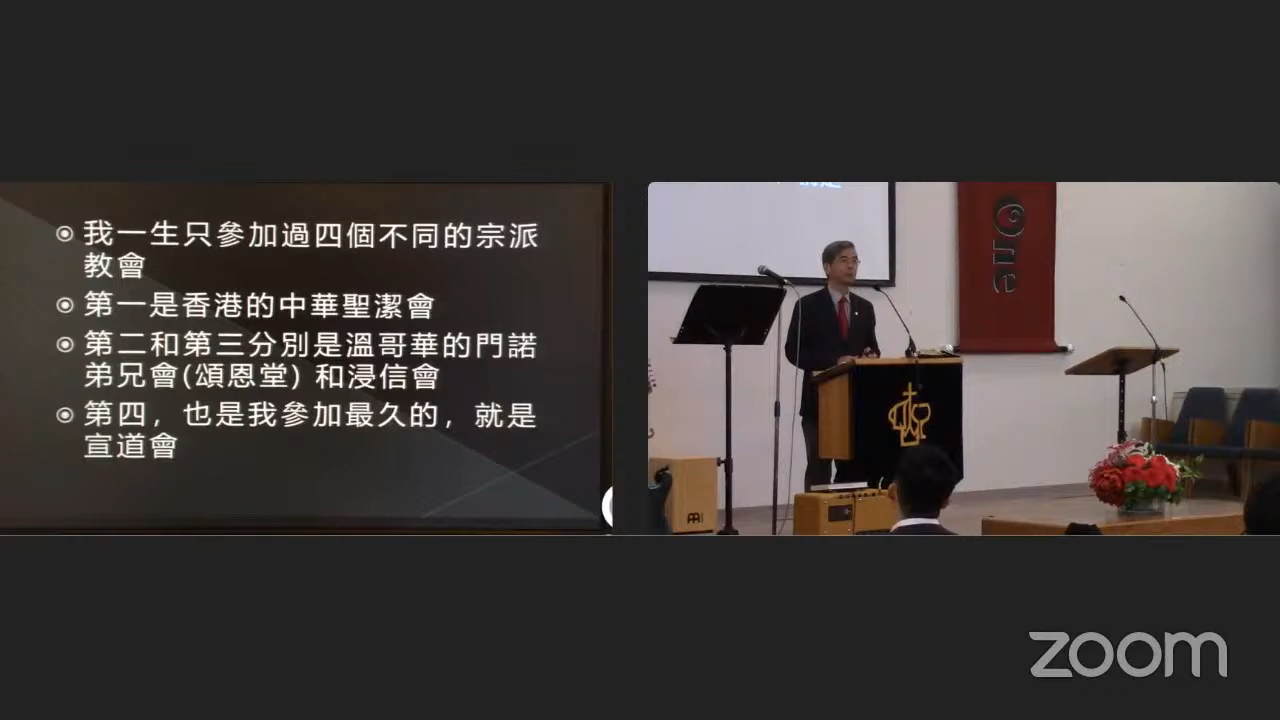 我一生只參加過四個不同的宗派
教會
第一是香港的中華聖潔會
第二和第三分別是溫哥華的門諾
弟兄會(頌恩堂) 和浸信會
第四，也是我參加最久的，就是
宣道會
One
zoom